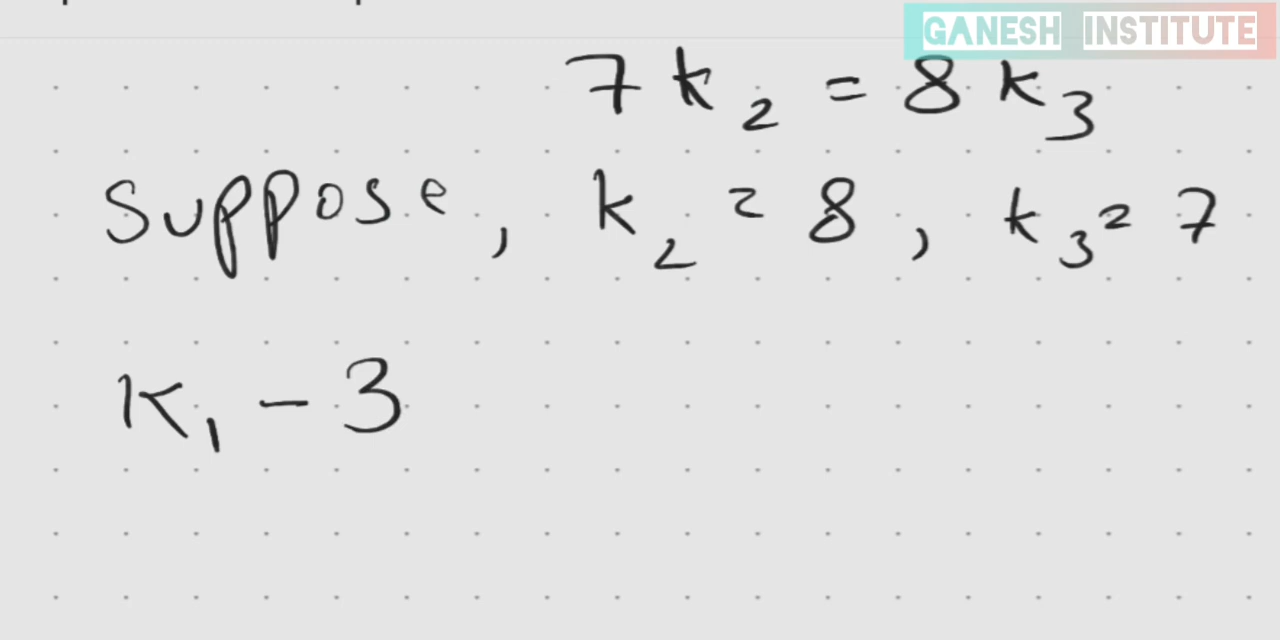 GANESH INSTITUTE
7k₂ = 8k₃
Suppose, k₂ = 8, k₃ = 7
K₁ - 3